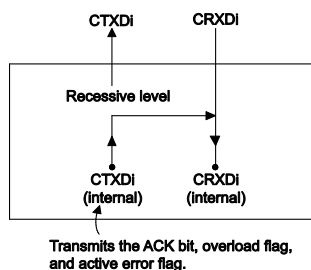 CTXDi
CRXDi
Recessive level
CTXDi
(internal)
CRXDi
(internal)
Transmits the ACK bit, overload flag,
and active error flag.